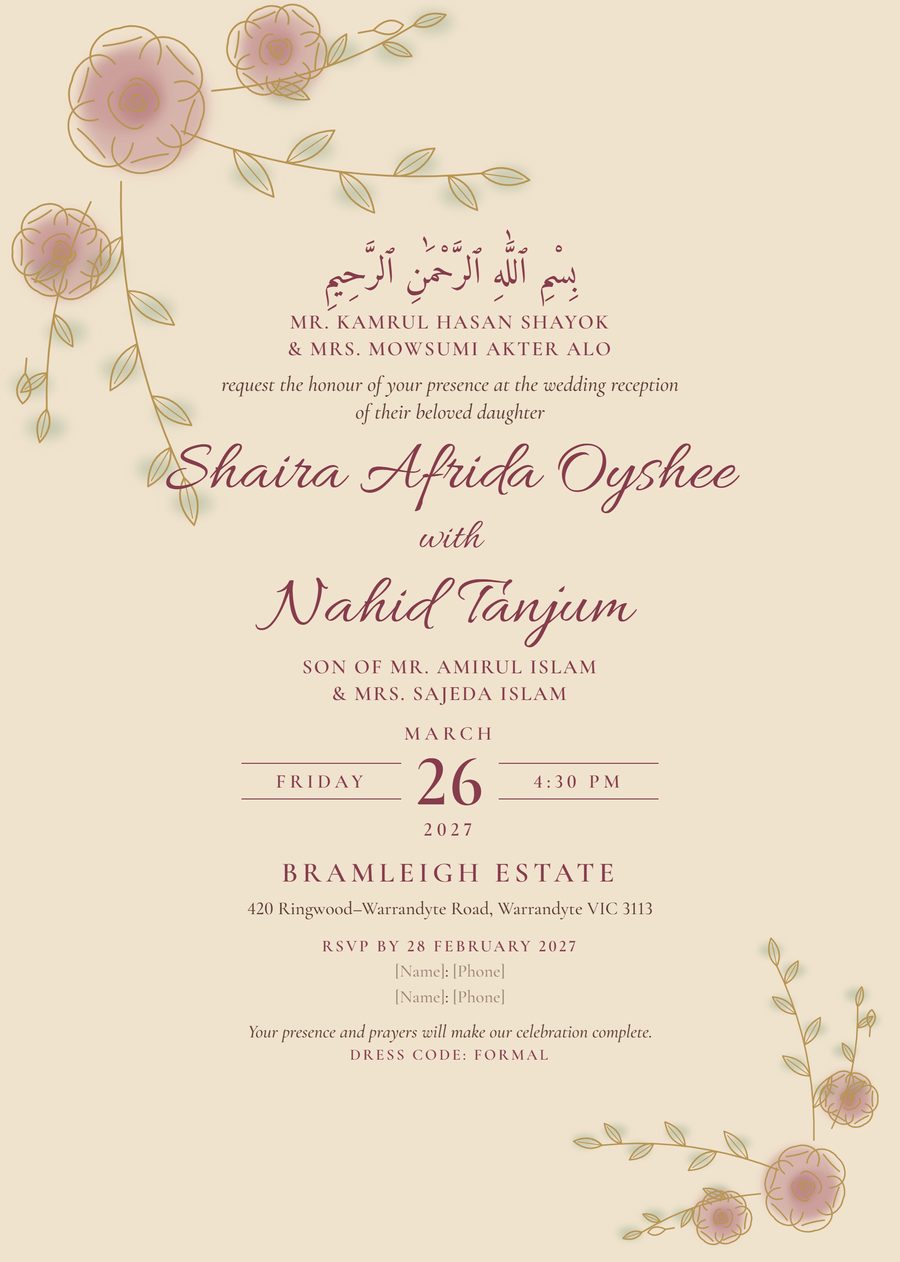 بِسْمِ ٱللَّهِ ٱلرَّحْمَٰنِ ٱلرَّحِيمِ
MR. KAMRUL HASAN SHAYOK
& MRS. MOWSUMI AKTER ALO
request the honour of your presence at the wedding reception
of their beloved daughter
Shaira Afrida Oyshee
with
Nahid Tanjum
SON OF MR. AMIRUL ISLAM
& MRS. SAJEDA ISLAM
MARCH
FRIDAY 26 4:30 PM
2027
BRAMLEIGH ESTATE
420 Ringwood–Warrandyte Road, Warrandyte VIC 3113
RSVP BY 28 FEBRUARY 2027
[Name]: [Phone]
[Name]: [Phone]
Your presence and prayers will make our celebration complete.
DRESS CODE: FORMAL